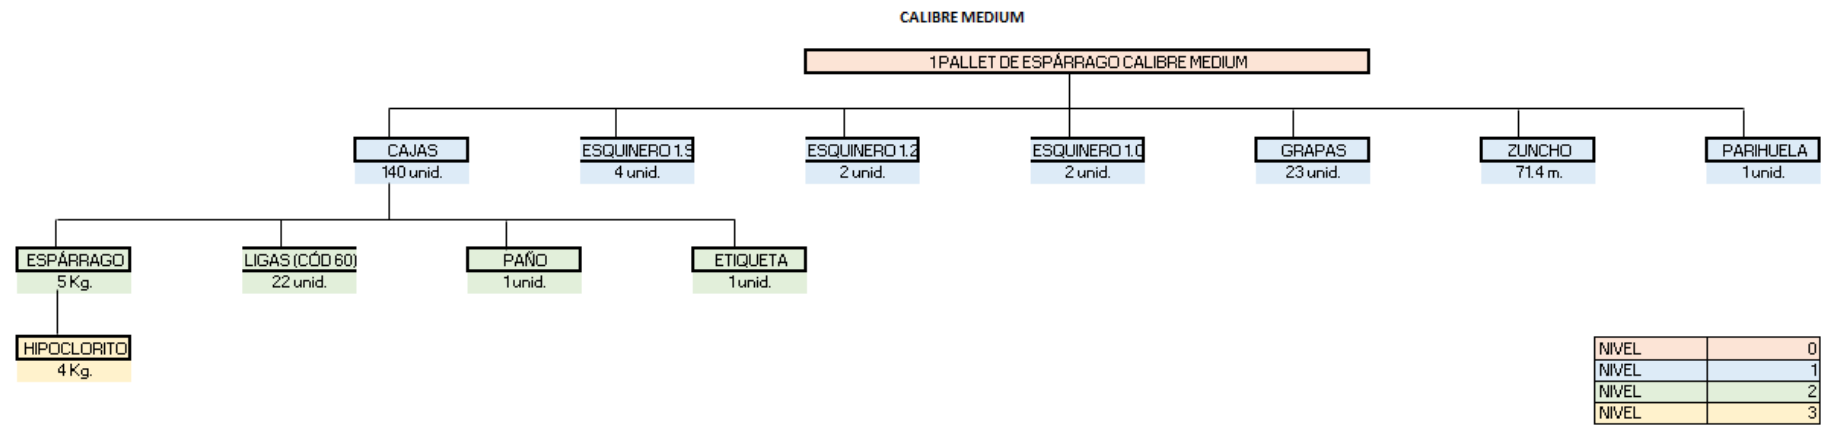 CALIBRE MEDIUM
1 PALLET DE ESPÁRRAGO CALIBRE MEDIUM
CAJAS
140 unid.
ESQUINERO 1.9
4 unid.
ESQUINERO 1.2
2 unid.
ESQUINERO 1.0
2 unid.
GRAPAS
23 unid.
ZUNCHO
71.4 m.
PARIHUELA
1 unid.
ESPÁRRAGO
5 Kg.
LIGAS (CÓD 60)
22 unid.
PAÑO
1 unid.
ETIQUETA
1 unid.
HIPOCLORITO
4 Kg.
NIVEL 0
NIVEL 1
NIVEL 2
NIVEL 3